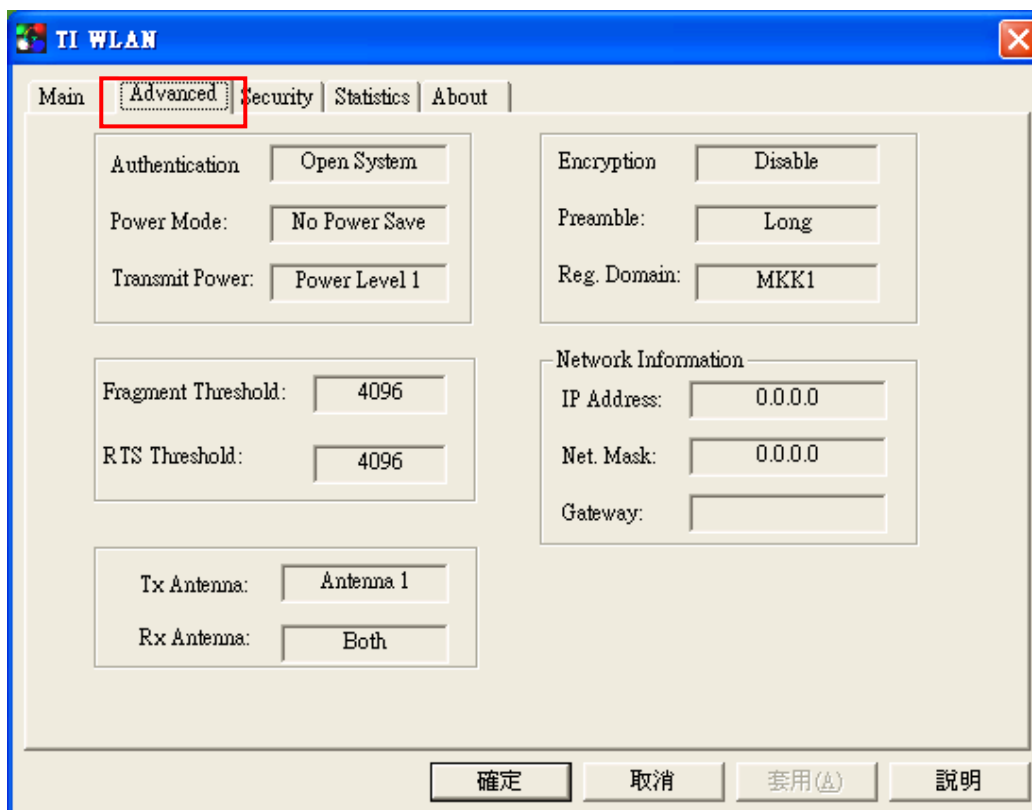 TI WLAN
Main Advanced Security Statistics About
Authentication Open System
Power Mode: No Power Save
Transmit Power: Power Level 1
Encryption Disable
Preamble: Long
Reg. Domain: MKK1
Fragment Threshold: 4096
RTS Threshold: 4096
Network Information
IP Address: 0.0.0.0
Net. Mask: 0.0.0.0
Gateway:
Tx Antenna: Antenna 1
Rx Antenna: Both
確定 取消 套用(A) 說明